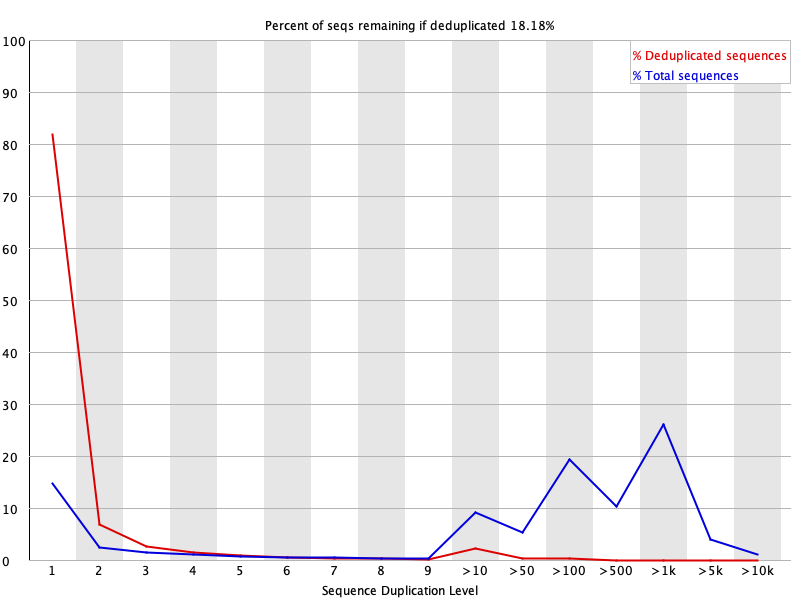 Percent of seqs remaining if deduplicated 18.18%
% Deduplicated sequences
% Total sequences
100
90
80
70
60
50
40
30
20
10
0
1 2 3 4 5 6 7 8 9 >10 >50 >100 >500 >1k >5k >10k
Sequence Duplication Level